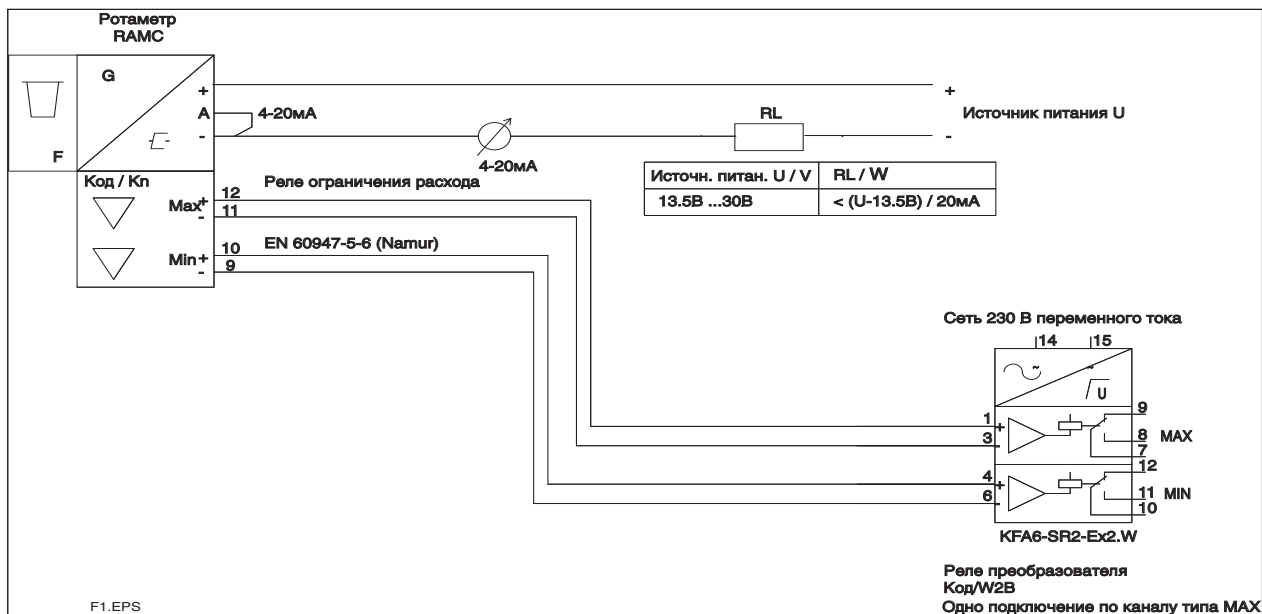 Ротаметр
RAMC
G
+
A
-
4-20мА
F
4-20мА
RL
+
-
Источник питания U
Источн. питан. U / V
RL / W
13.5В ...30В
< (U-13.5В) / 20мА
Код / Kn
Реле ограничения расхода
Max
+
-
12
11
EN 60947-5-6 (Namur)
Min
+
-
10
9
Сеть 230 В переменного тока
14
15
~
~
U
1
+
3
-
9
8
MAX
7
4
+
6
-
12
11
MIN
10
KFA6-SR2-Ex2.W
Реле преобразователя
Код/W2B
Одно подключение по каналу типа MAX
F1.EPS